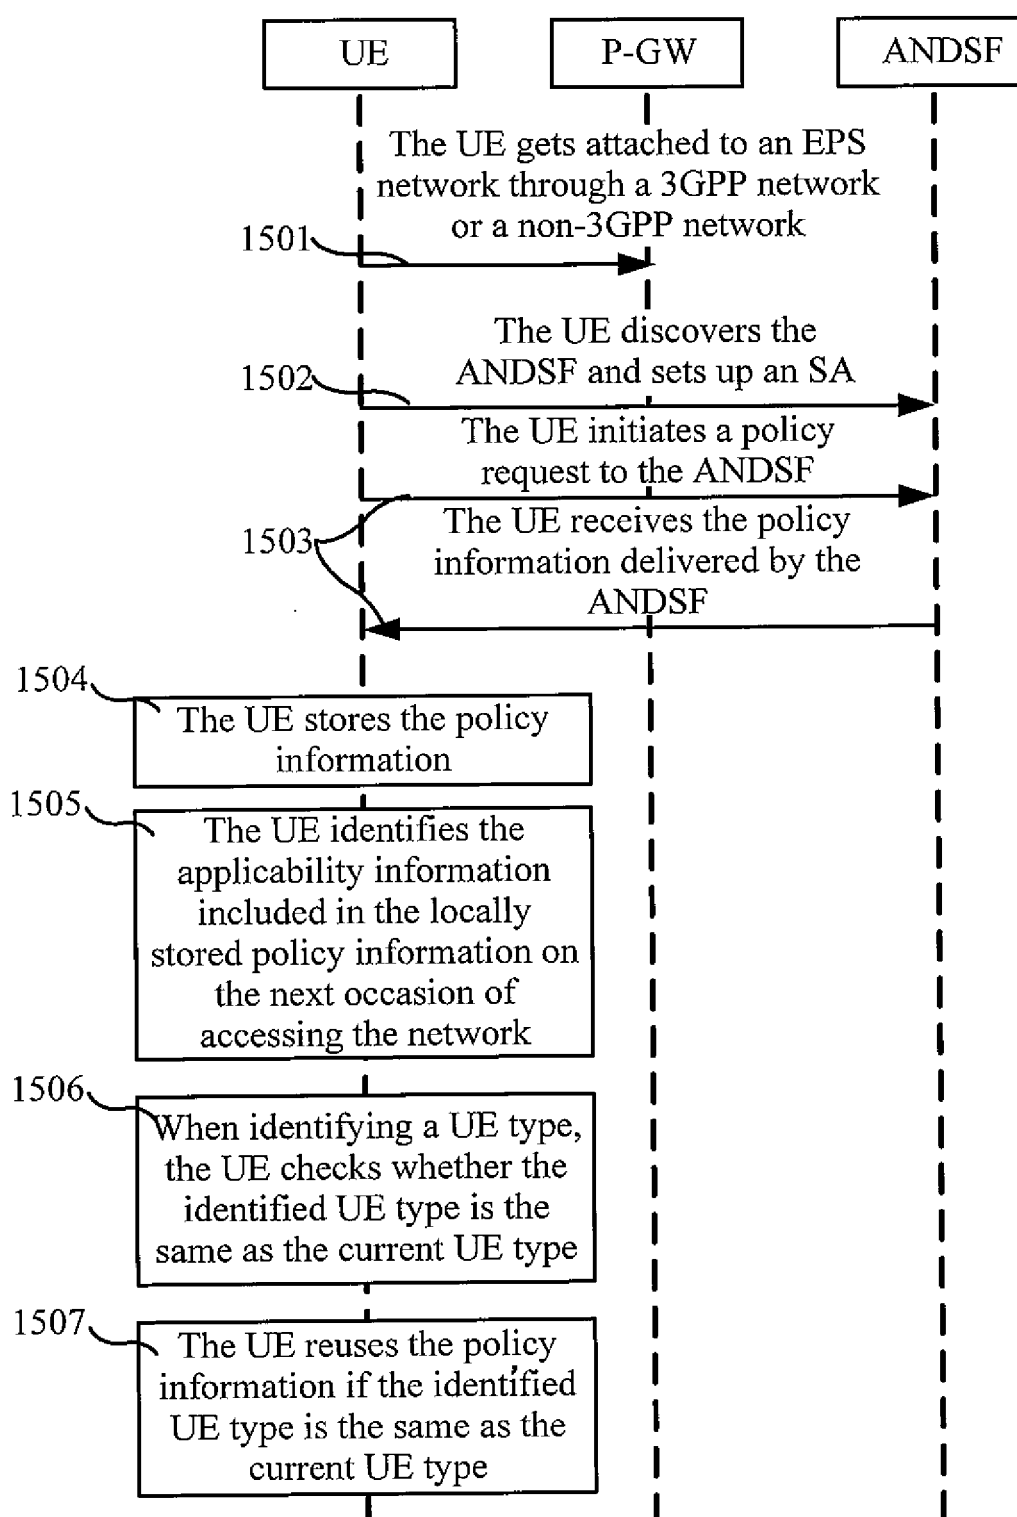 UE
P-GW
ANDSF
The UE gets attached to an EPS
network through a 3GPP network
or a non-3GPP network
1501
The UE discovers the
ANDSF and sets up an SA
1502
The UE initiates a policy
request to the ANDSF
The UE receives the policy
1503
information delivered by the
ANDSF
1504
The UE stores the policy
information
1505
The UE identifies the
applicability information
included in the locally
stored policy information on
the next occasion of
accessing the network
1506
When identifying a UE type,
the UE checks whether the
identified UE type is the
same as the current UE type
1507
The UE reuses the policy
information if the identified
UE type is the same as the
current UE type